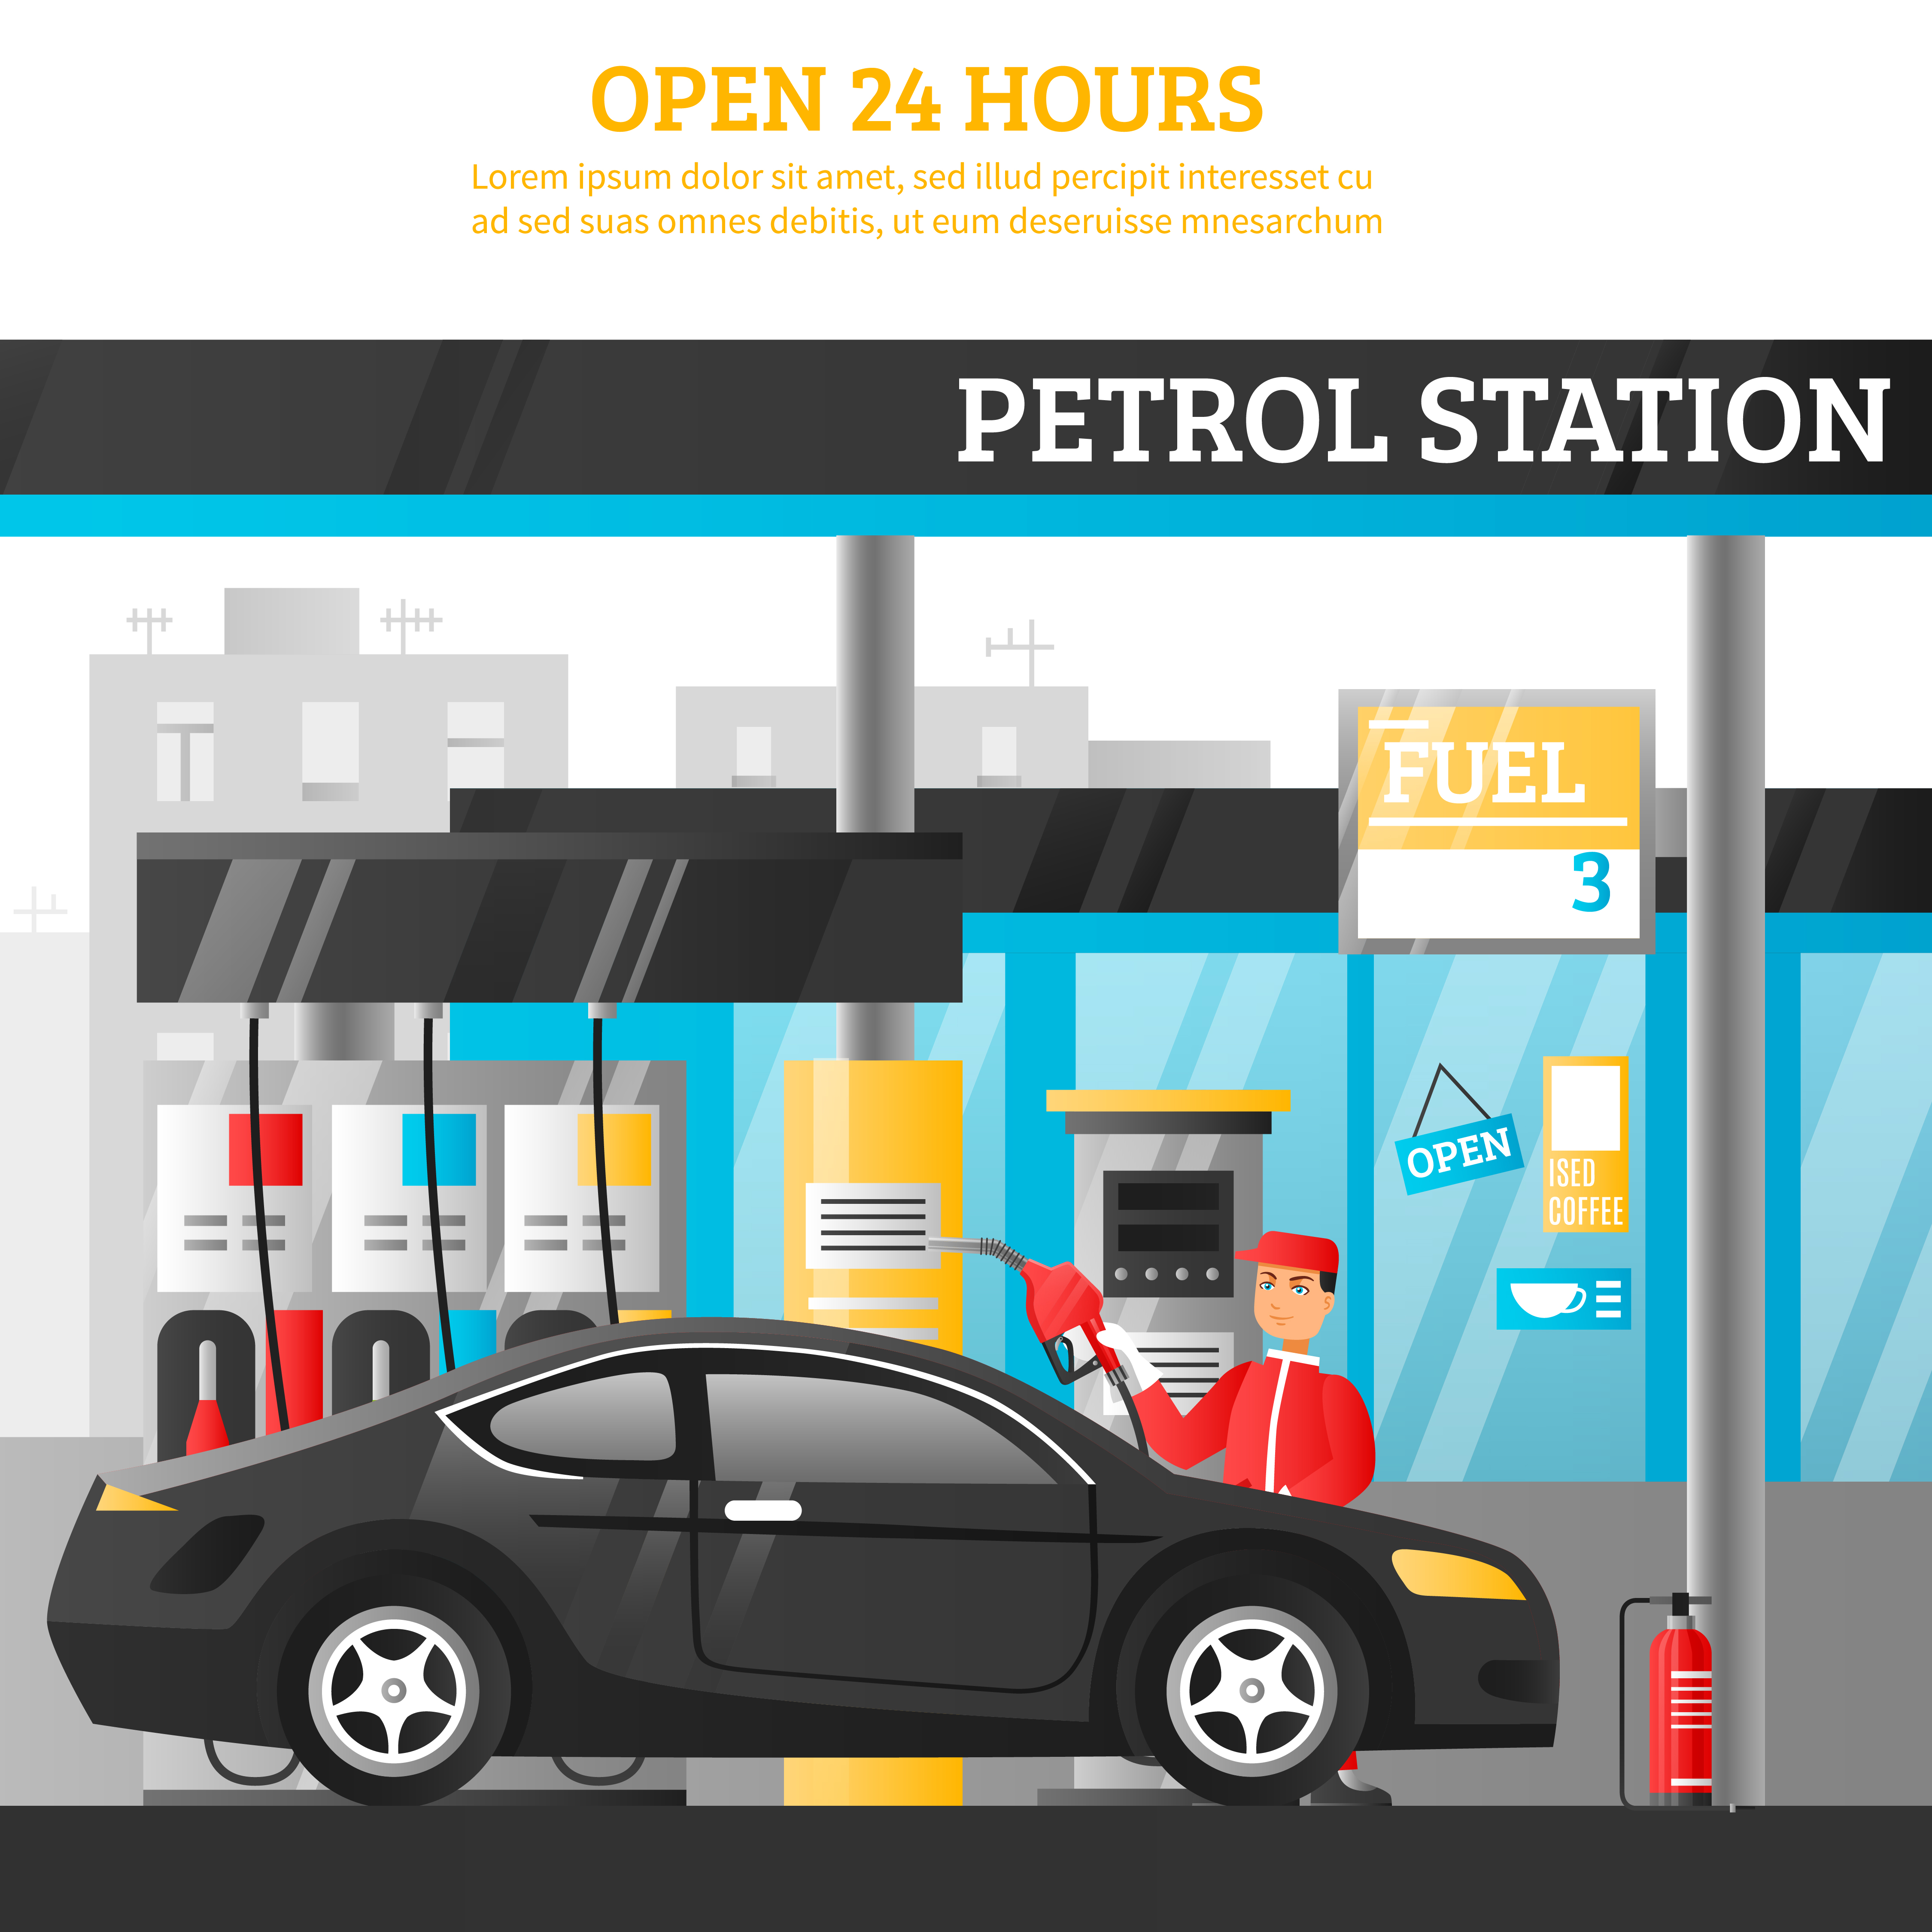 OPEN 24 HOURS
Lorem ipsum dolor sit amet, sed illud percipit interesset cu
ad sed suas omnes debitis, ut eum deseruisse mnesarchum
PETROL STATION
FUEL
3
OPEN
ISED
COFFEE